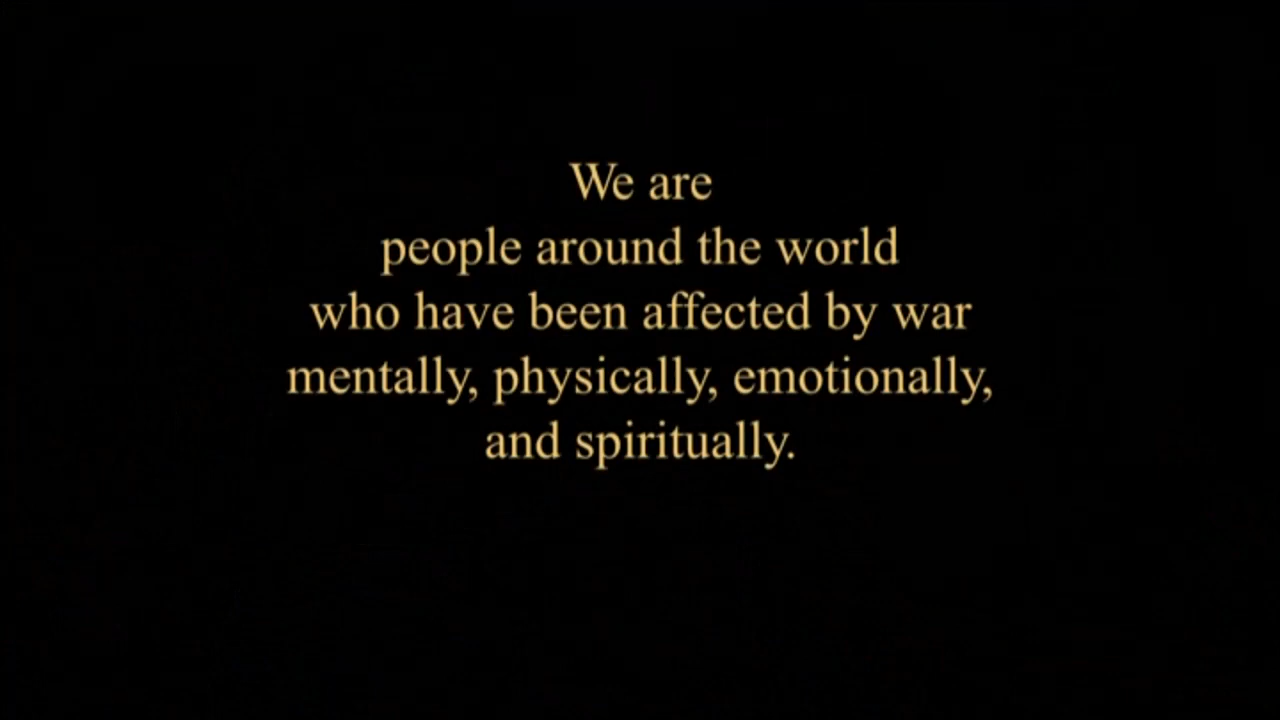 We are
people around the world
who have been affected by war
mentally, physically, emotionally,
and spiritually.